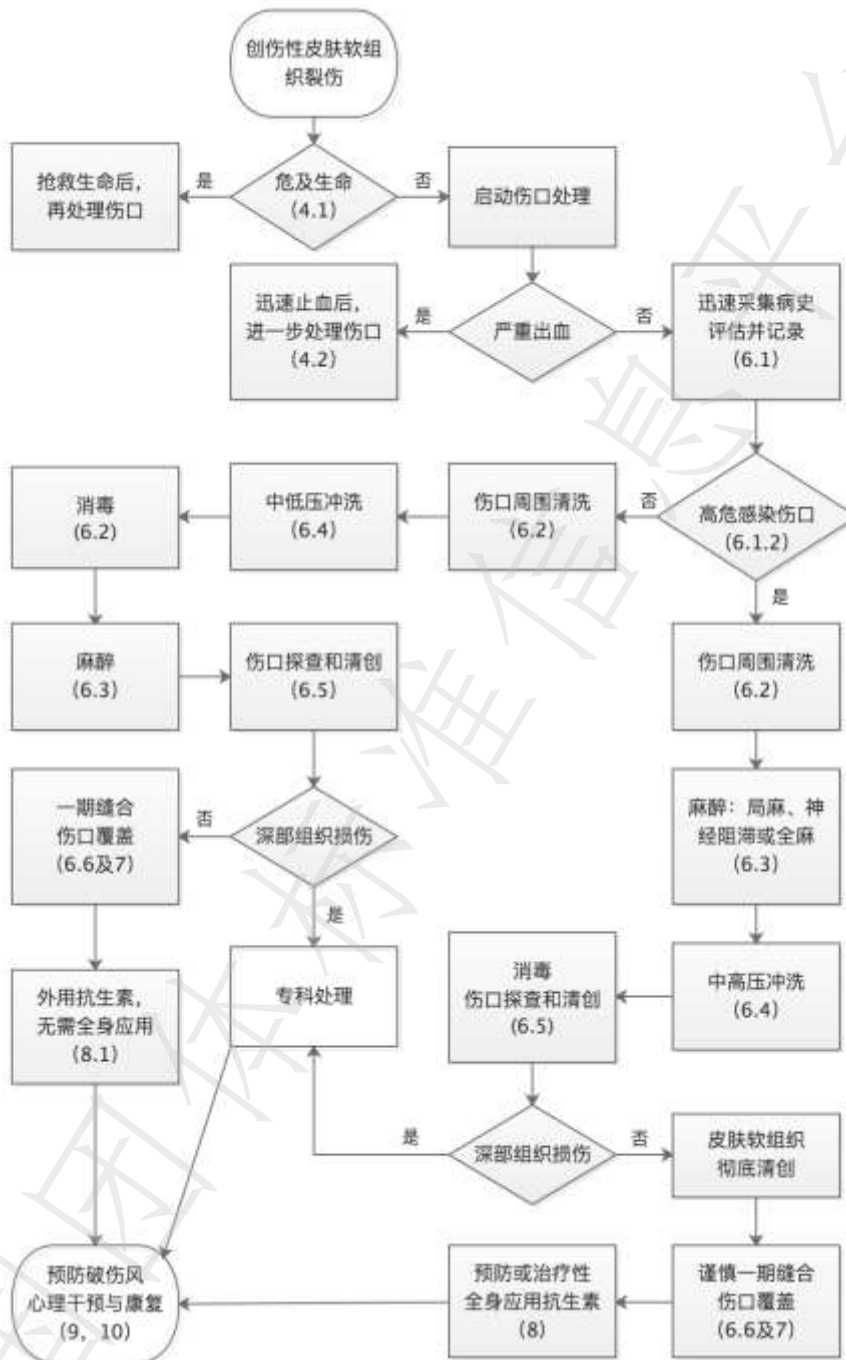 创伤性皮肤软组
织裂伤
抢救生命后,
再处理伤口
是
危及生命
(4.1)
否
启动伤口处理
迅速止血后,
进一步处理伤口
(4.2)
是
严重出血
否
迅速采集病史
评估并记录
(6.1)
消毒
(6.2)
中低压冲洗
(6.4)
伤口周围清洗
(6.2)
否
高危感染伤口
(6.1.2)
是
麻醉
(6.3)
伤口探查和清创
(6.5)
伤口周围清洗
(6.2)
一期缝合
伤口覆盖
(6.6及7)
否
深部组织损伤
是
麻醉：局麻、神
经阻滞或全麻
(6.3)
外用抗生素,
无需全身应用
(8.1)
专科处理
消毒
伤口探查和清创
(6.5)
中高压冲洗
(6.4)
是
深部组织损伤
否
皮肤软组织
彻底清创
预防破伤风
心理干预与康复
(9，10)
预防或治疗性
全身应用抗生素
(8)
谨慎一期缝合
伤口覆盖
(6.6及7)
团体标准信息平